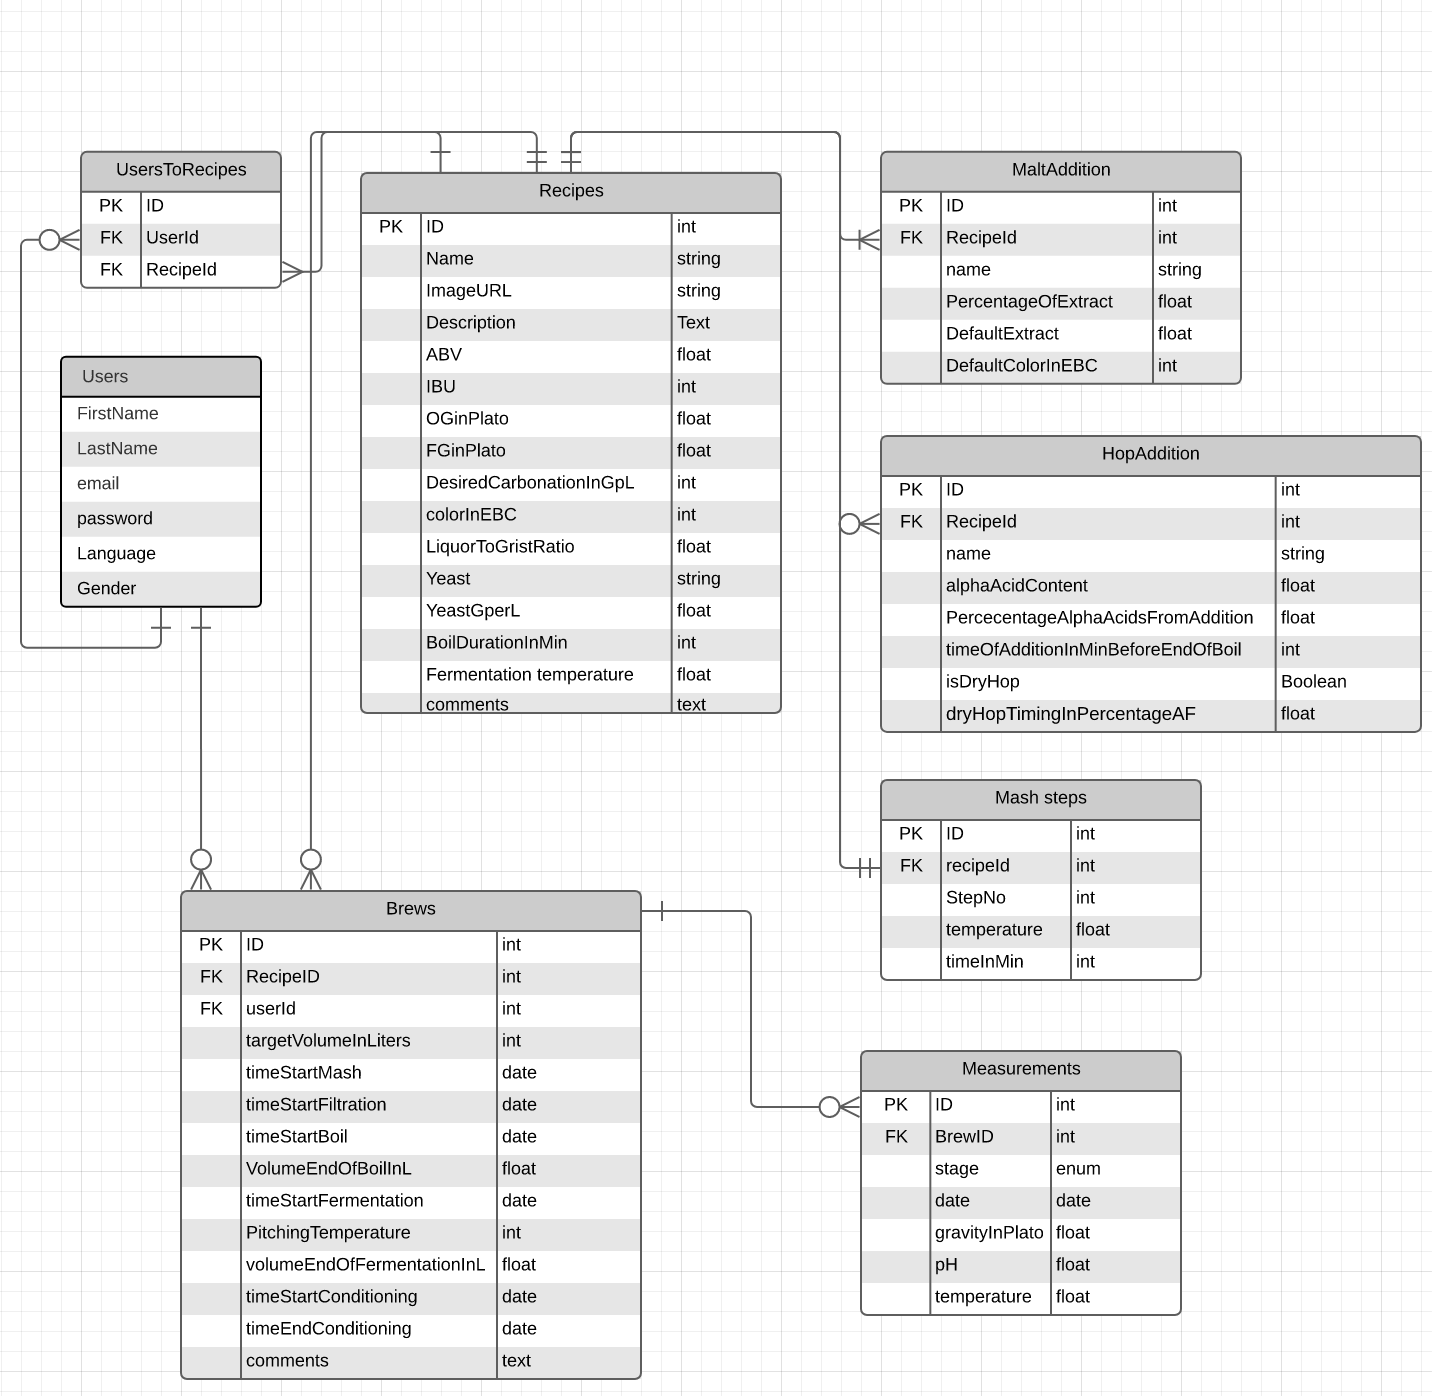 UsersToRecipes
PK ID
FK UserId
FK RecipeId
Users
FirstName
LastName
email
password
Language
Gender
Recipes
PK ID int
Name string
ImageURL string
Description Text
ABV float
IBU int
OGinPlato float
FGinPlato float
DesiredCarbonationInGpL int
colorInEBC int
LiquorToGristRatio float
Yeast string
YeastGperL float
BoilDurationInMin int
Fermentation temperature float
comments text
MaltAddition
PK ID int
FK RecipeId int
name string
PercentageOfExtract float
DefaultExtract float
DefaultColorInEBC int
HopAddition
PK ID int
FK RecipeId int
name string
alphaAcidContent float
PercecentageAlphaAcidsFromAddition float
timeOfAdditionInMinBeforeEndOfBoil int
isDryHop Boolean
dryHopTimingInPercentageAF float
Mash steps
PK ID int
FK recipeId int
StepNo int
temperature float
timeInMin int
Brews
PK ID int
FK RecipeID int
FK userId int
targetVolumeInLiters int
timeStartMash date
timeStartFiltration date
timeStartBoil date
VolumeEndOfBoilInL float
timeStartFermentation date
PitchingTemperature int
volumeEndOfFermentationInL float
timeStartConditioning date
timeEndConditioning date
comments text
Measurements
PK ID int
FK BrewID int
stage enum
date date
gravityInPlato float
pH float
temperature float